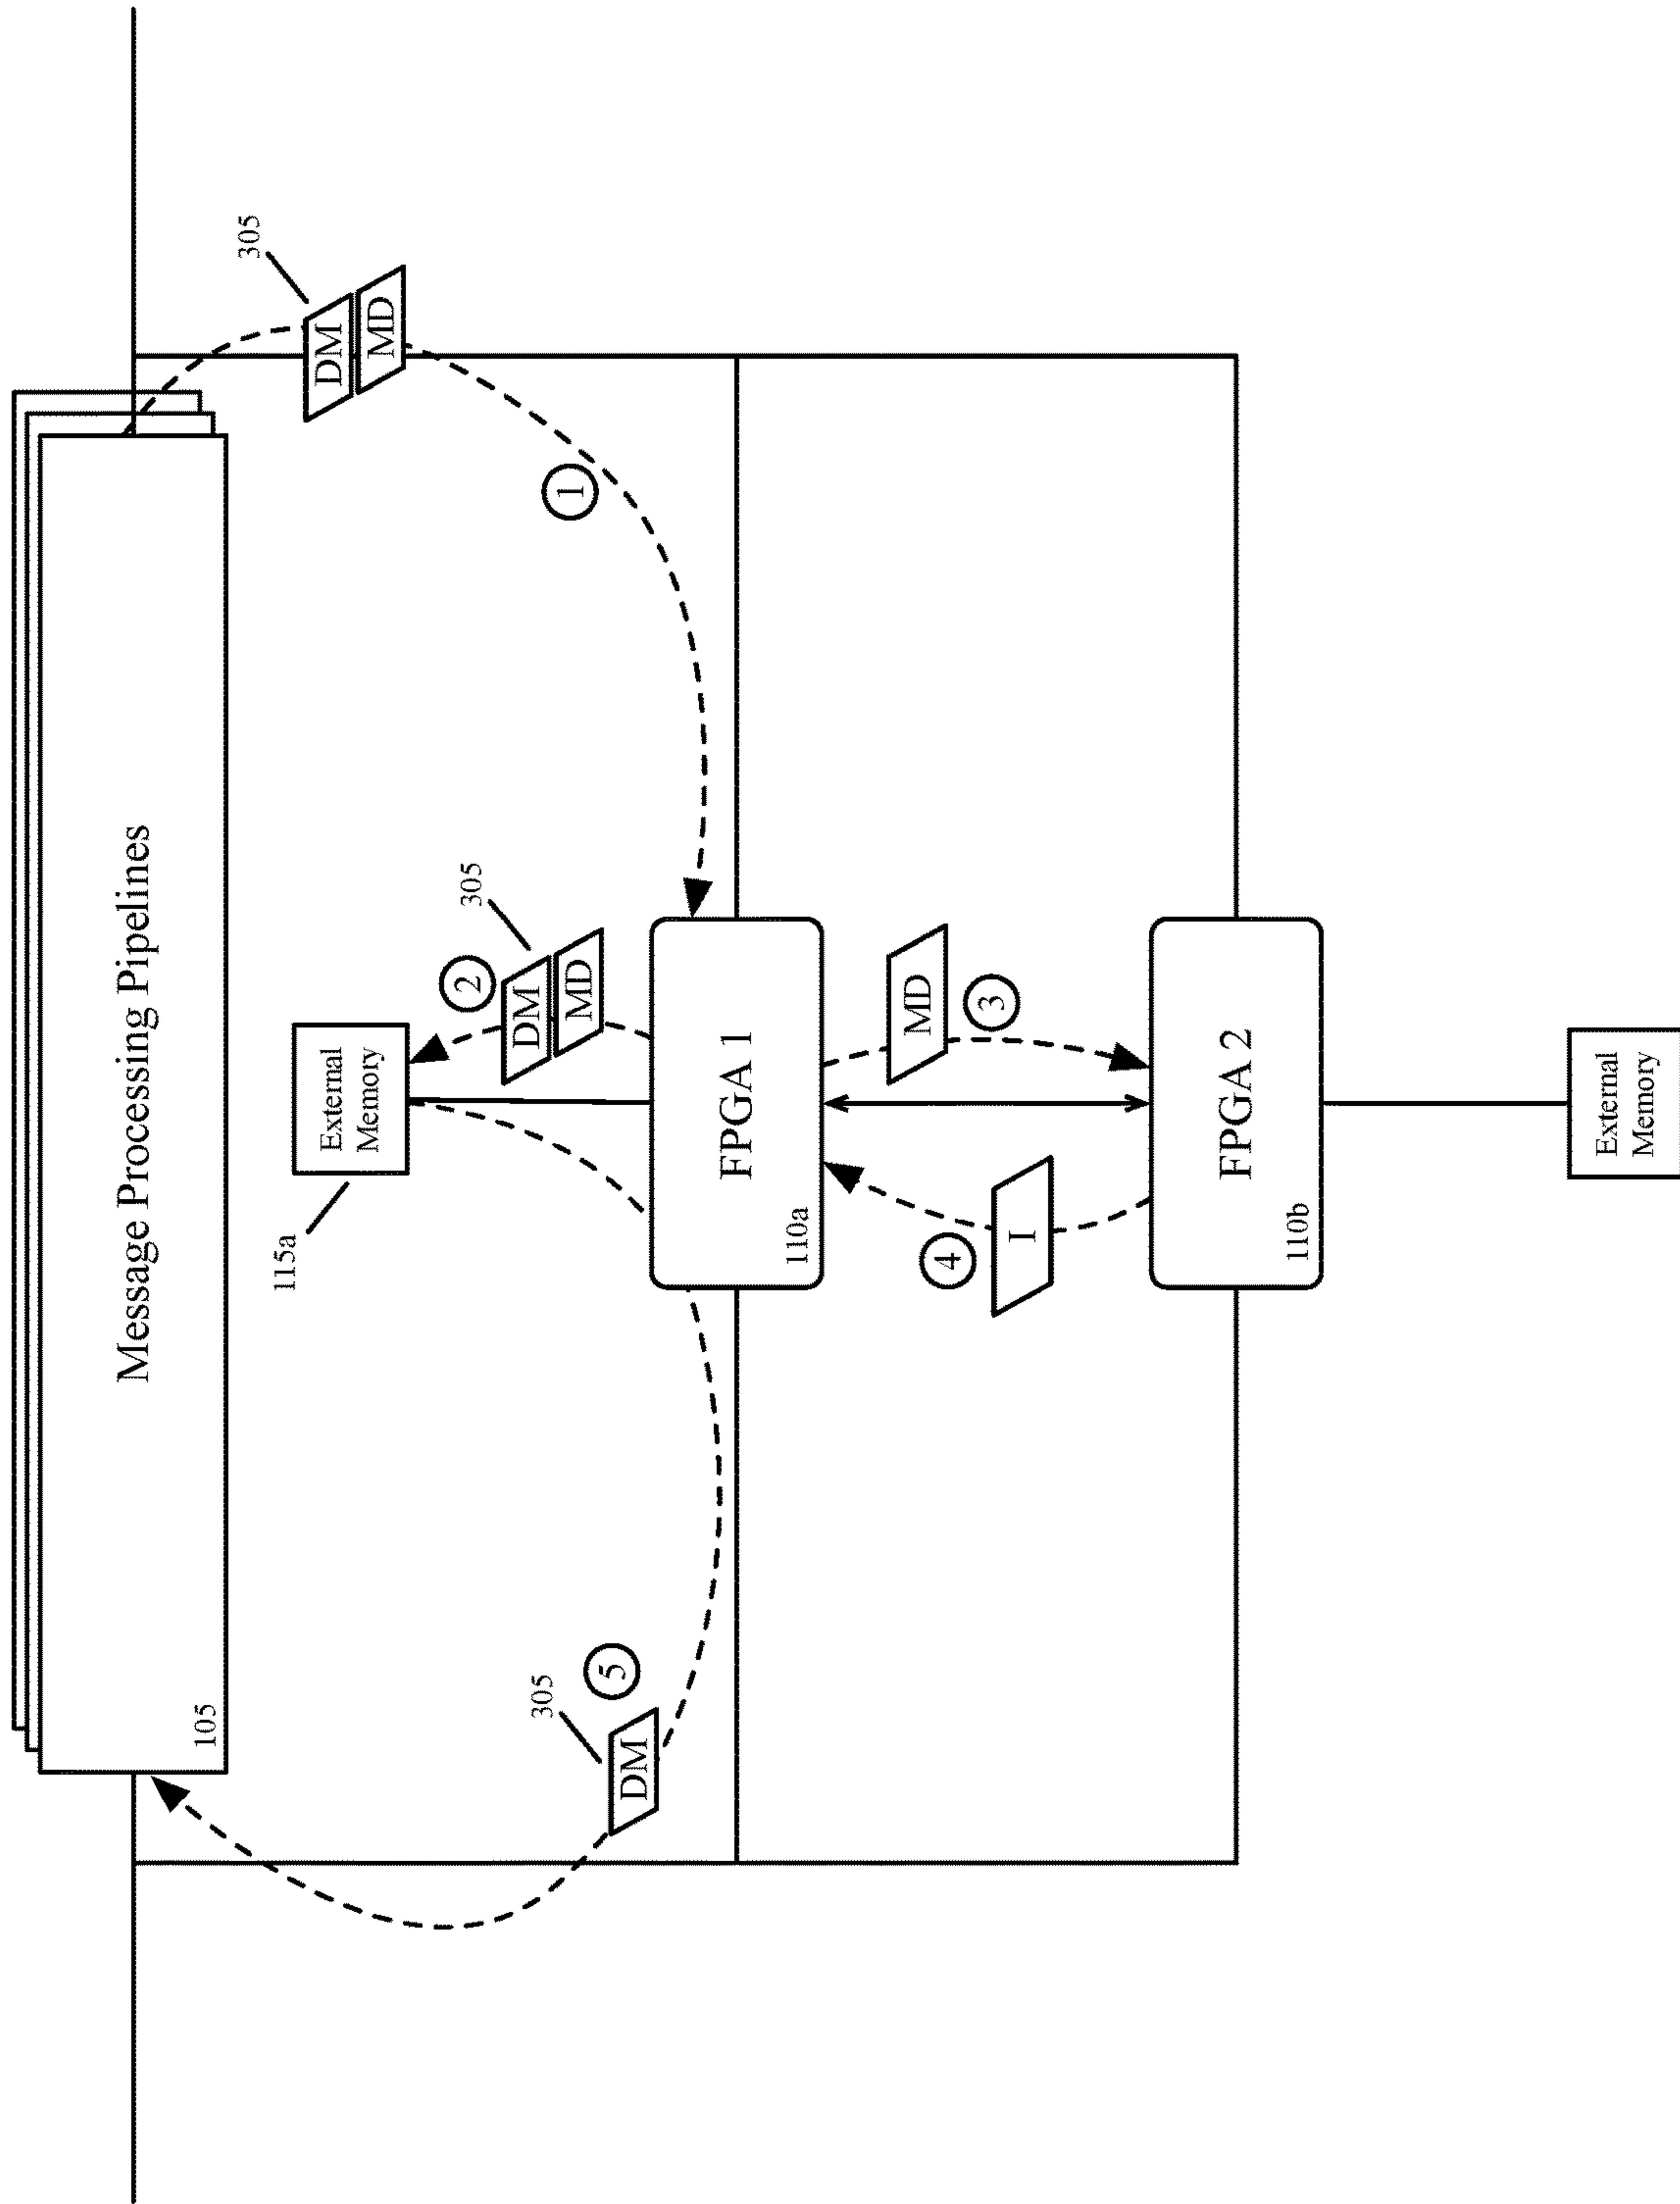 Message Processing Pipelines
105
305
DM
MD
115a
External
Memory
2
305
DM
MD
1
305
5
DM
FPGA 1
110a
MD
3
4
I
FPGA 2
110b
External
Memory